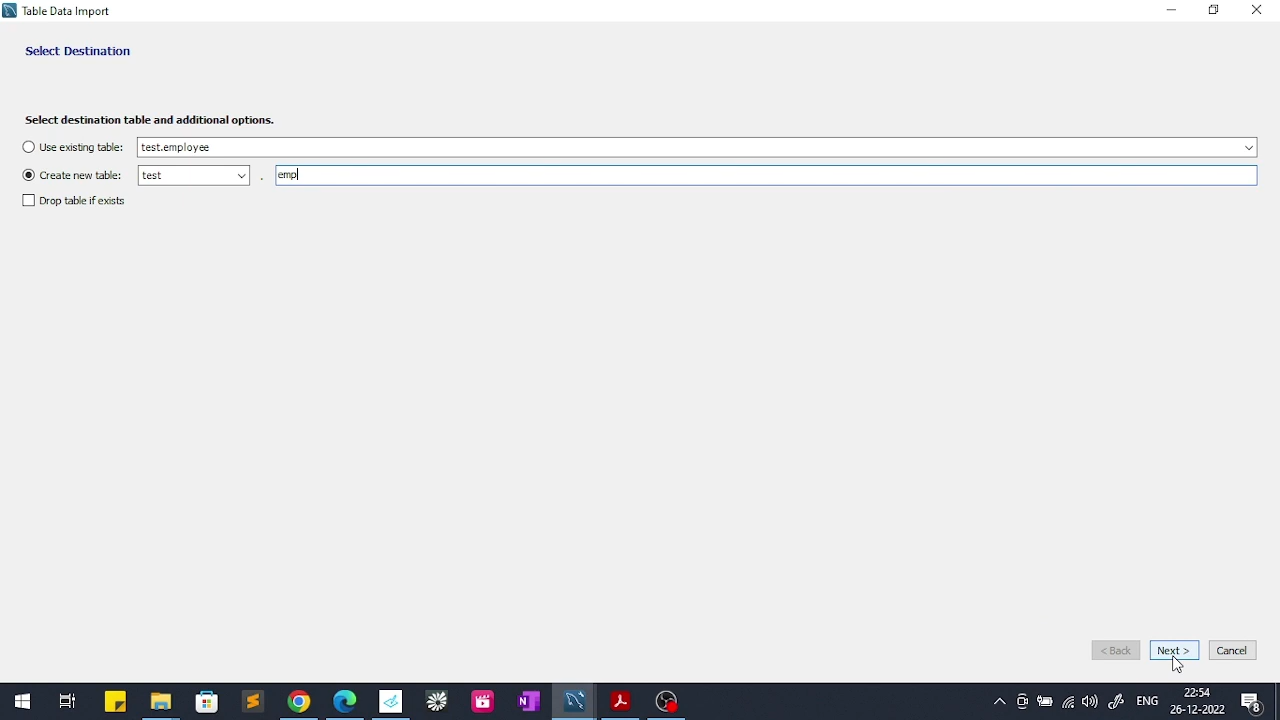 Table Data Import
Select Destination
Select destination table and additional options.
Use existing table: test.employee
Create new table: test . emp
Drop table if exists
< Back Next > Cancel
N ENG 22:54
26-12-2022 8